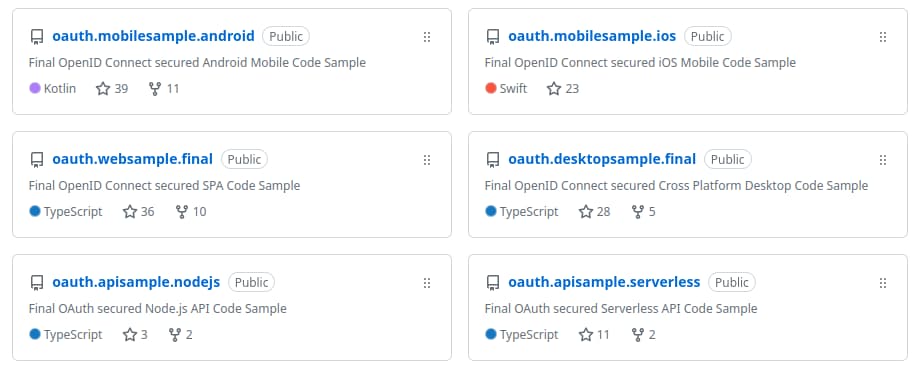 oauth.mobilesample.android Public
Final OpenID Connect secured Android Mobile Code Sample
Kotlin 39 11
oauth.mobilesample.ios Public
Final OpenID Connect secured iOS Mobile Code Sample
Swift 23
oauth.websample.final Public
Final OpenID Connect secured SPA Code Sample
TypeScript 36 10
oauth.desktopsample.final Public
Final OpenID Connect secured Cross Platform Desktop Code Sample
TypeScript 28 5
oauth.apisample.nodejs Public
Final OAuth secured Node.js API Code Sample
TypeScript 3 2
oauth.apisample.serverless Public
Final OAuth secured Serverless API Code Sample
TypeScript 11 2